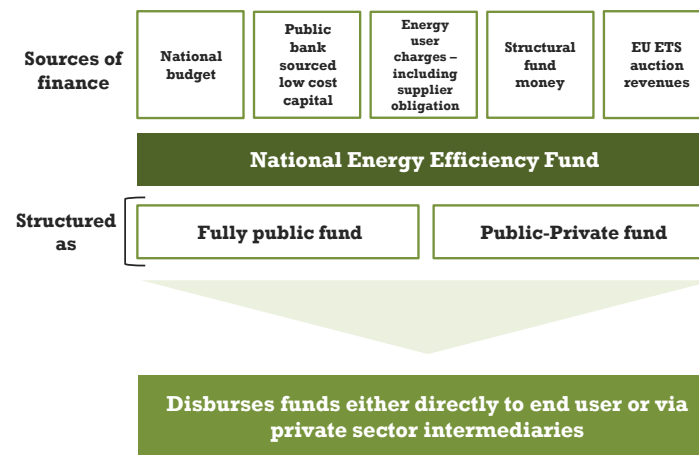 Sources of
finance
National
budget
Public
bank
sourced
low cost
capital
Energy
user
charges –
including
supplier
obligation
Structural
fund
money
EU ETS
auction
revenues
National Energy Efficiency Fund
Structured
as
Fully public fund
Public-Private fund
Disburses funds either directly to end user or via
private sector intermediaries